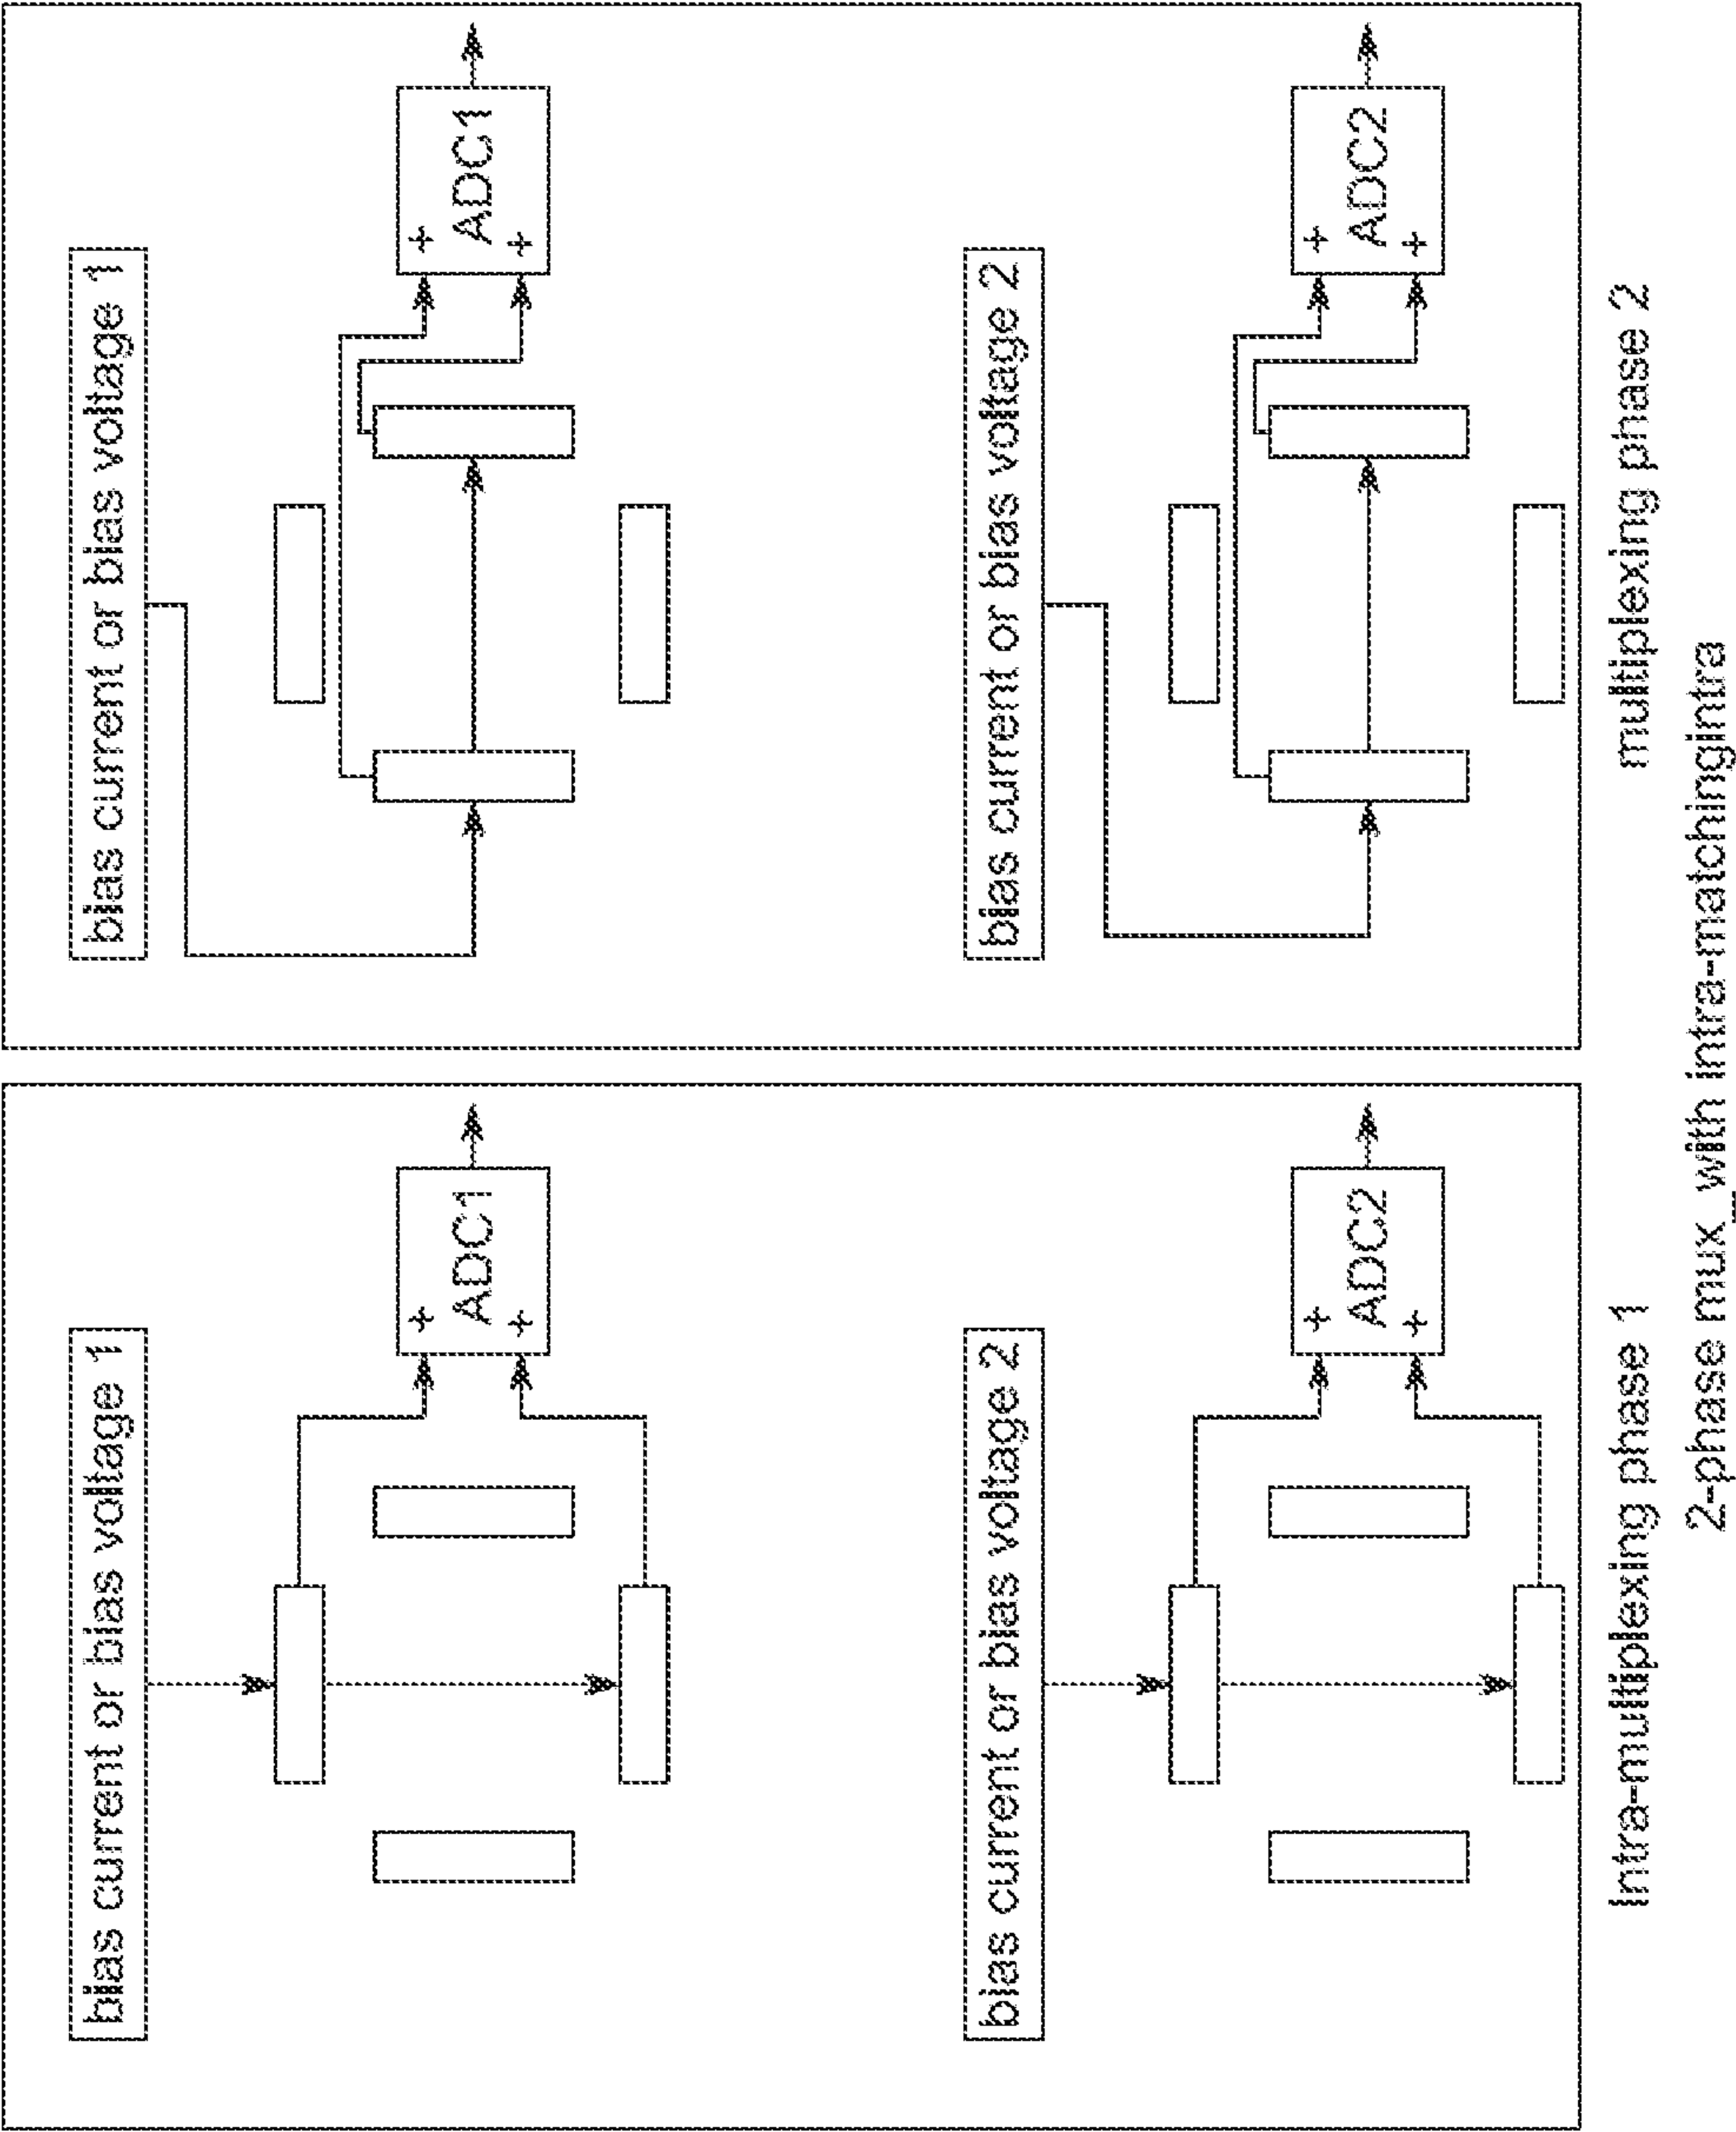 bias current or bias voltage 1
+
ADC1
+
bias current or bias voltage 2
+
ADC2
+
Intra-multiplexing phase 1
bias current or bias voltage 1
+
ADC1
+
bias current or bias voltage 2
+
ADC2
+
multiplexing phase 2
2-phase mux_with intra-matchingintra